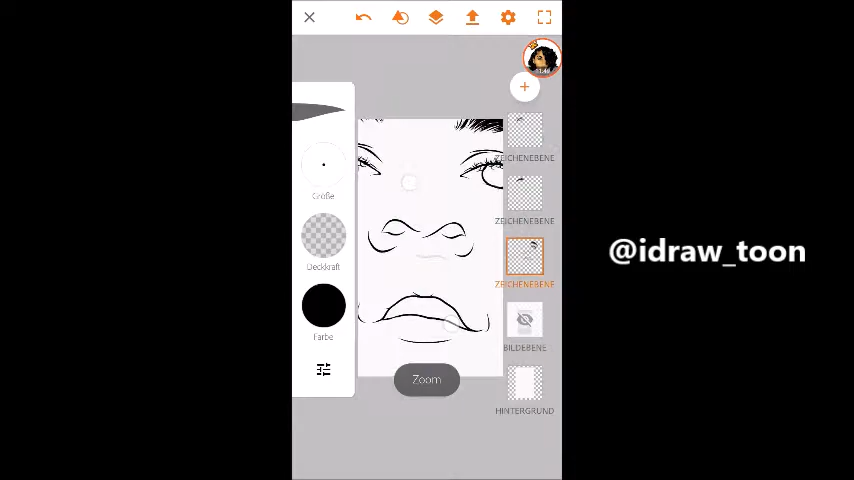 ZEICHENEBENE
Größe
ZEICHENEBENE
@idraw_toon
Deckkraft
ZEICHENEBENE
Farbe
BILDEBENE
Zoom
HINTERGRUND